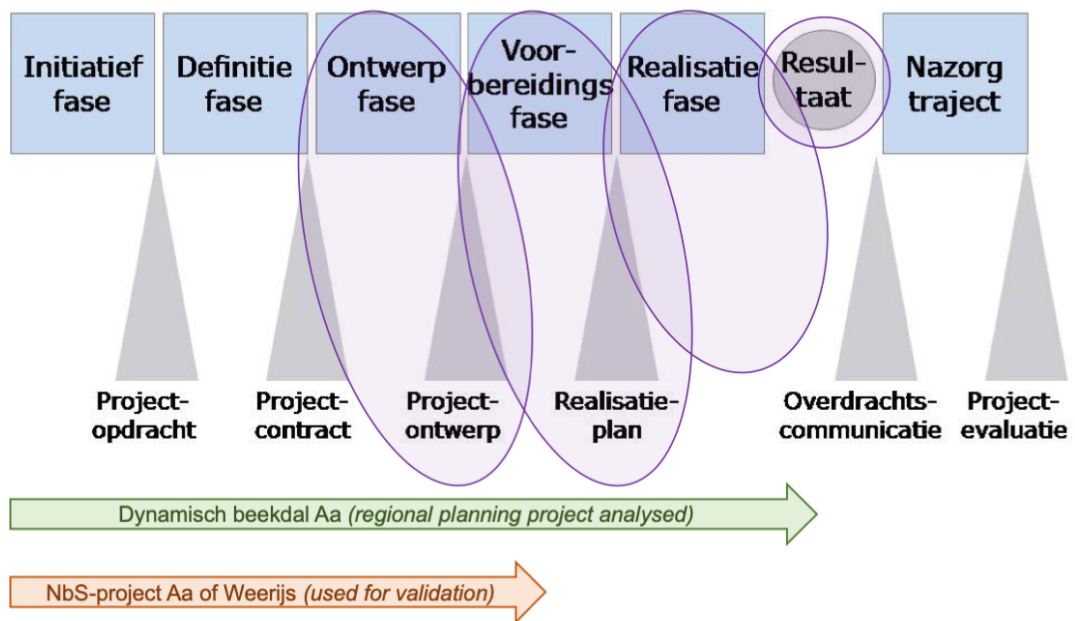 Initiatief
fase
Definitie
fase
Ontwerp
fase
Voor-
bereidings
fase
Realisatie
fase
Resul-
taat
Nazorg
traject
Project-
opdracht
Project-
contract
Project-
ontwerp
Realisatie-
plan
Overdrachts-
communicatie
Project-
evaluatie
Dynamisch beekdal Aa (regional planning project analysed)
NbS-project Aa of Weerijs (used for validation)